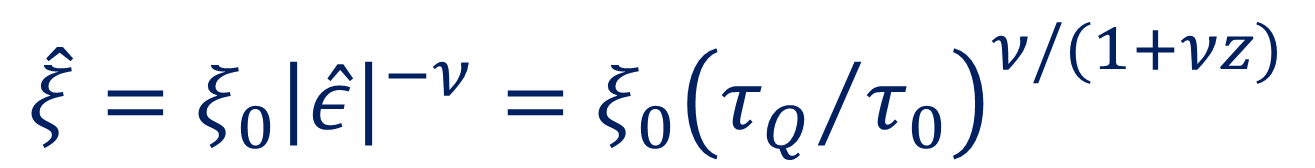 ξ̂ = ξ₀|ϵ̂|^{−ν} = ξ₀(τ_Q/τ₀)^{ν/(1+νz)}